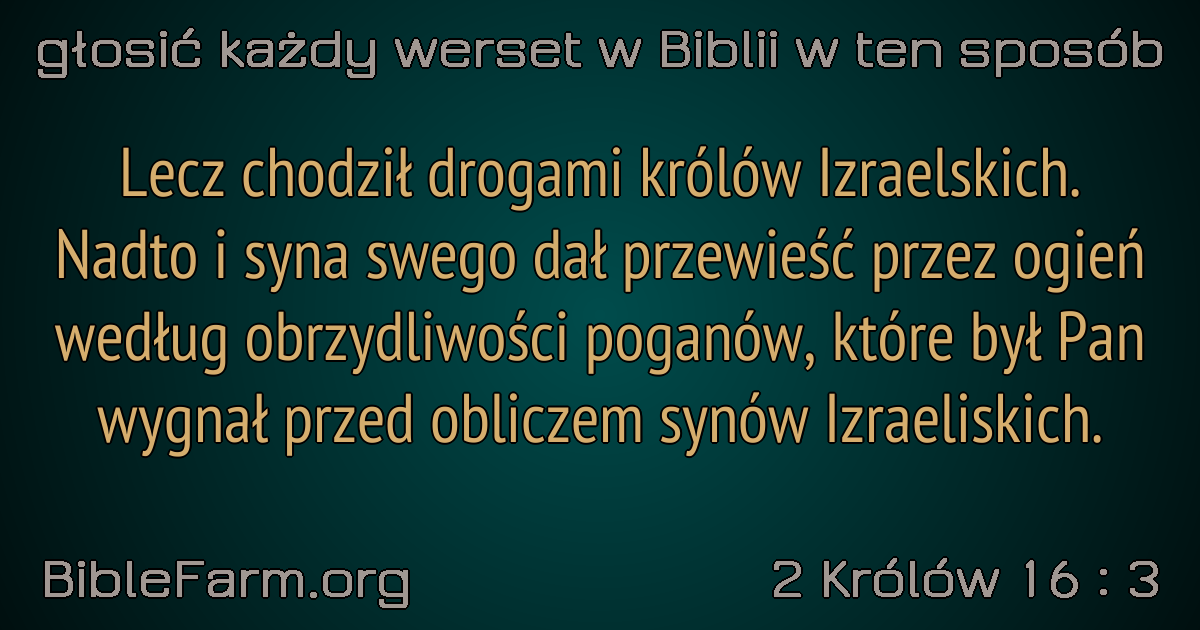 głosić każdy werset w Biblii w ten sposób
Lecz chodził drogami królów Izraelskich.
Nadto i syna swego dał przewieść przez ogień
według obrzydliwości poganów, które był Pan
wygnał przed obliczem synów Izraeliskich.
BibleFarm.org
2 Królów 16 : 3